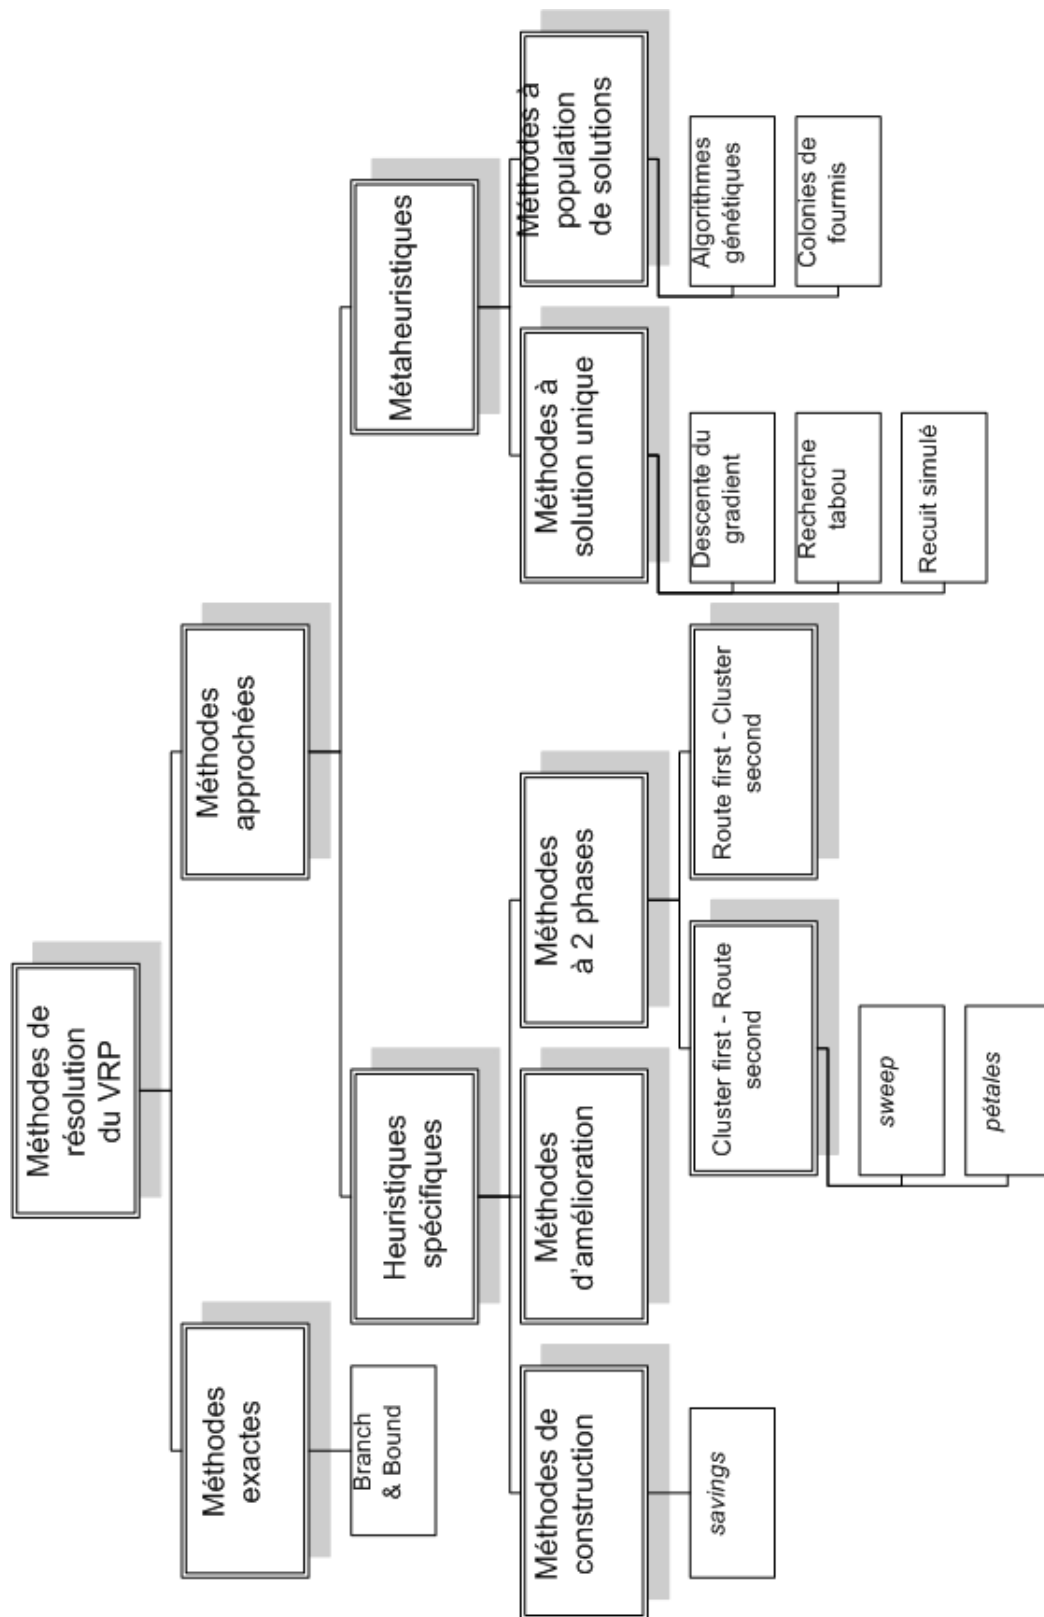 Méthodes de
résolution
du VRP
Méthodes
exactes
Méthodes
approchées
Branch
& Bound
Heuristiques
spécifiques
Métaheuristiques
Méthodes de
construction
Méthodes
d'amélioration
Méthodes
à 2 phases
Méthodes à
solution unique
Méthodes à
population
de solutions
savings
Cluster first - Route
second
Route first - Cluster
second
Descente du
gradient
Recherche
tabou
Recuit simulé
Algorithmes
génétiques
Colonies de
fourmis
sweep
pétales